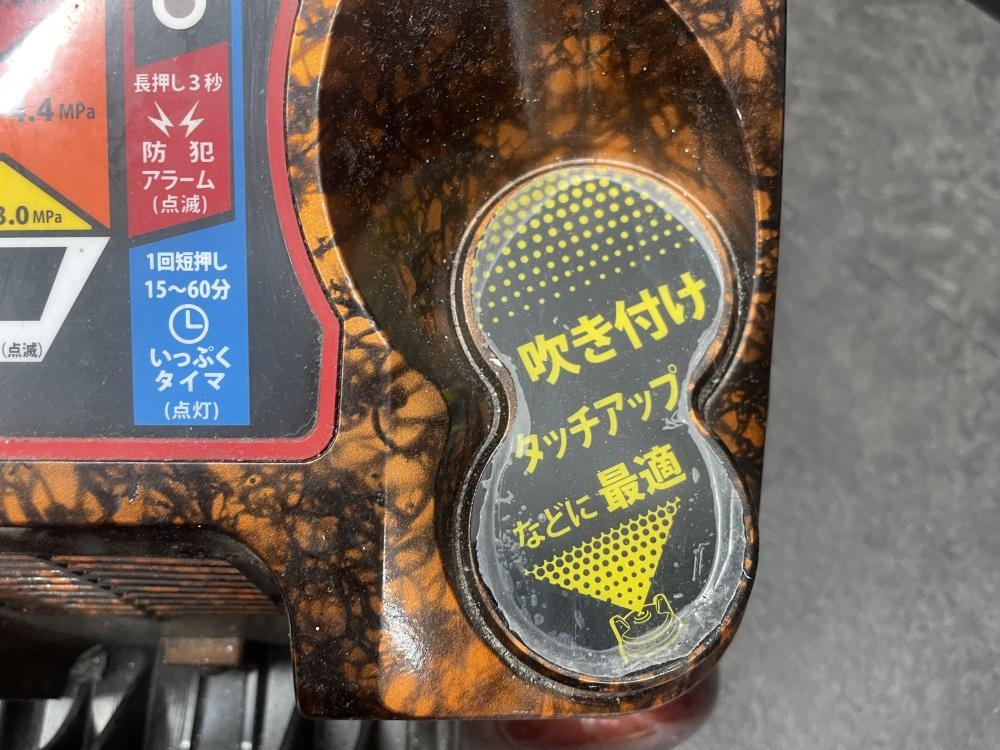 4.4 MPa
3.0 MPa
(点滅)
長押し3秒
防 犯
アラーム
(点滅)
1回短押し
15～60分
いっぷく
タイマ
(点灯)
吹き付け
タッチアップ
などに最適